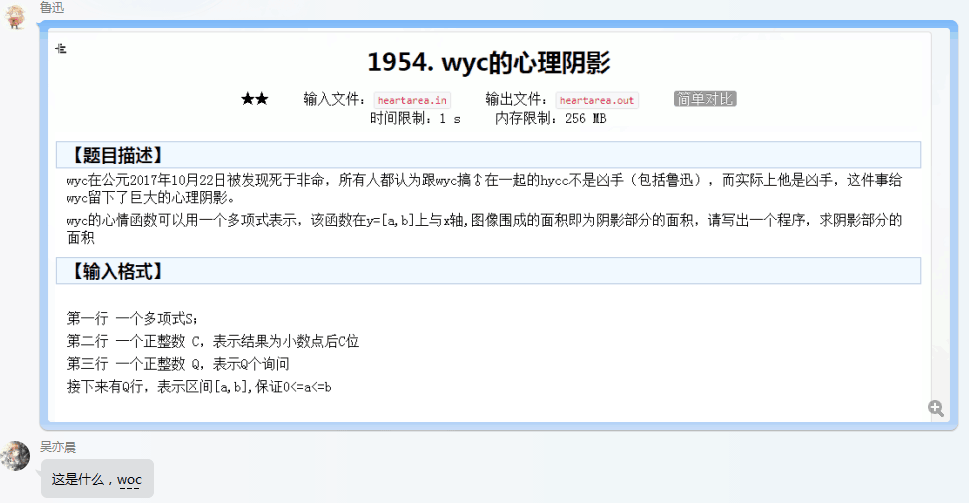 鲁迅
1954. wyc的心理阴影
★★ 输入文件: heartarea.in 输出文件: heartarea.out 简单对比
时间限制: 1 s 内存限制: 256 MB
【题目描述】
wyc在公元2017年10月22日被发现死于非命，所有人都认为跟wyc搞♂在一起的hycc不是凶手（包括鲁迅），而实际上他是凶手，这件事给
wyc留下了巨大的心理阴影。
wyc的心情函数可以用一个多项式表示，该函数在y=[a,b]上与x轴,图像围成的面积即为阴影部分的面积，请写出一个程序，求阴影部分的
面积
【输入格式】
第一行 一个多项式S;
第二行 一个正整数 C，表示结果为小数点后C位
第三行 一个正整数 Q，表示Q个询问
接下来有Q行，表示区间[a,b],保证0<=a<=b
吴亦晨
这是什么，woc